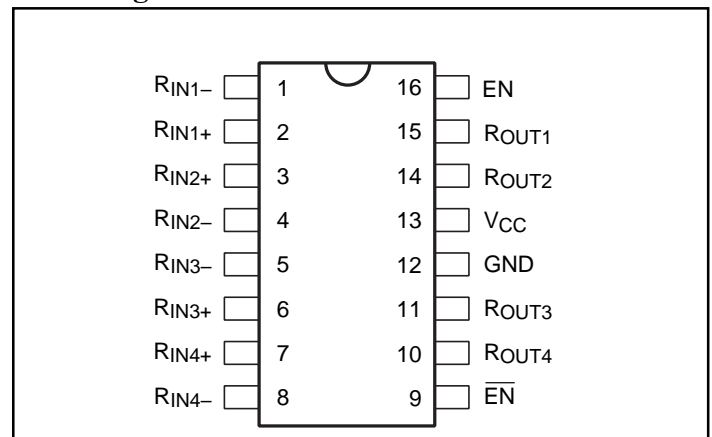 RIN1– 1 16 EN
RIN1+ 2 15 ROUT1
RIN2+ 3 14 ROUT2
RIN2– 4 13 VCC
RIN3– 5 12 GND
RIN3+ 6 11 ROUT3
RIN4+ 7 10 ROUT4
RIN4– 8 9 E̅N̅